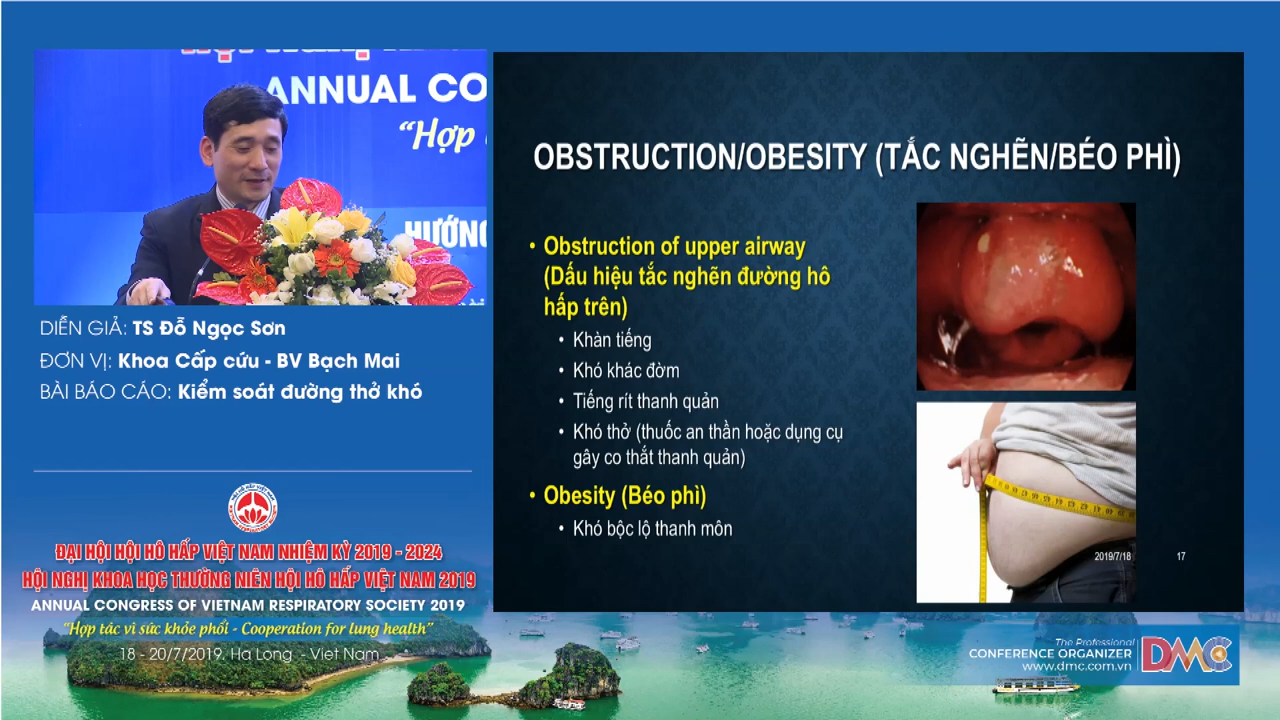 ANNUAL CO
“Hợp
HƯỚNG
DIỄN GIẢ: TS Đỗ Ngọc Sơn
ĐƠN VỊ: Khoa Cấp cứu - BV Bạch Mai
BÀI BÁO CÁO: Kiểm soát đường thở khó
ĐẠI HỘI HỘI HÔ HẤP VIỆT NAM NHIỆM KỲ 2019 - 2024
HỘI NGHỊ KHOA HỌC THƯỜNG NIÊN HỘI HÔ HẤP VIỆT NAM 2019
ANNUAL CONGRESS OF VIETNAM RESPIRATORY SOCIETY 2019
“Hợp tác vì sức khỏe phổi - Cooperation for lung health”
18 - 20/7/2019. Ha Long - Viet Nam
OBSTRUCTION/OBESITY (TẮC NGHẼN/BÉO PHÌ)
• Obstruction of upper airway
(Dấu hiệu tắc nghẽn đường hô
hấp trên)
• Khàn tiếng
• Khó khác đờm
• Tiếng rít thanh quản
• Khó thở (thuốc an thần hoặc dụng cụ
gây co thắt thanh quản)
• Obesity (Béo phì)
• Khó bộc lộ thanh môn
2019/7/18
17
The Professional
CONFERENCE ORGANIZER
www.dmc.com.vn
DMC